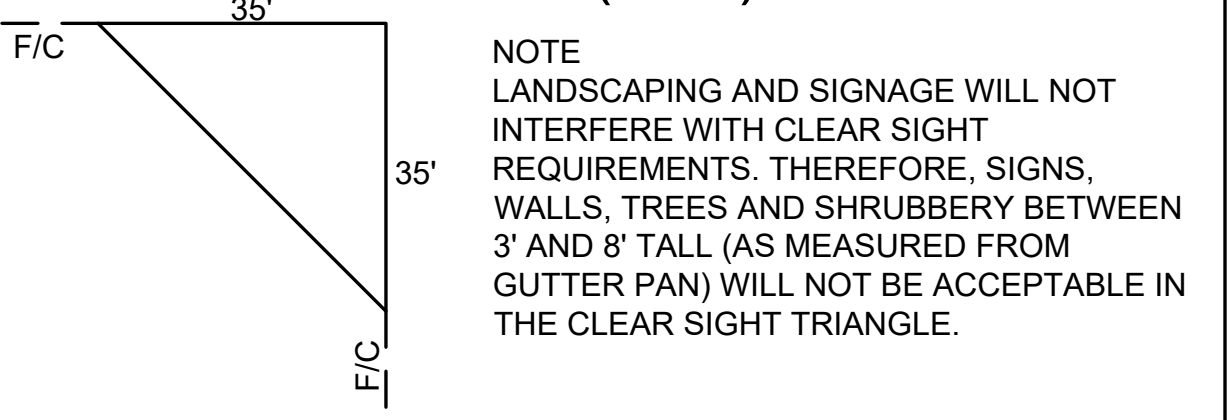 35'
F/C
NOTE
LANDSCAPING AND SIGNAGE WILL NOT
INTERFERE WITH CLEAR SIGHT
REQUIREMENTS. THEREFORE, SIGNS,
35'
WALLS, TREES AND SHRUBBERY BETWEEN
3' AND 8' TALL (AS MEASURED FROM
GUTTER PAN) WILL NOT BE ACCEPTABLE IN
THE CLEAR SIGHT TRIANGLE.
F/C